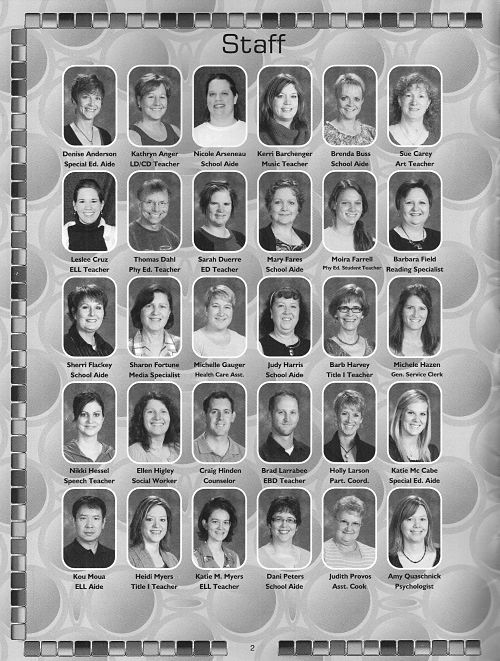 Staff
Denise Anderson Kathryn Anger Nicole Arseneau Kerri Barchenger Brenda Buss Sue Carey
Special Ed. Aide LD/CD Teacher School Aide Music Teacher School Aide Art Teacher
Leslee Cruz Thomas Dahl Sarah Duerre Mary Fares Moira Farrell Barbara Field
ELL Teacher Phy Ed. Teacher ED Teacher School Aide Phy Ed. Student Teacher Reading Specialist
Sherri Flackey Sharon Fortune Michelle Gauger Judy Harris Barb Harvey Michele Hazen
School Aide Media Specialist Health Care Asst. School Aide Title I Teacher Gen. Service Clerk
Nikki Hessel Ellen Higley Craig Hinden Brad Larrabee Holly Larson Katie Mc Cabe
Speech Teacher Social Worker Counselor EBD Teacher Part. Coord. Special Ed. Aide
Kou Moua Heidi Myers Katie M. Myers Dani Peters Judith Provos Amy Quaschnick
ELL Aide Title I Teacher ELL Teacher School Aide Asst. Cook Psychologist
2